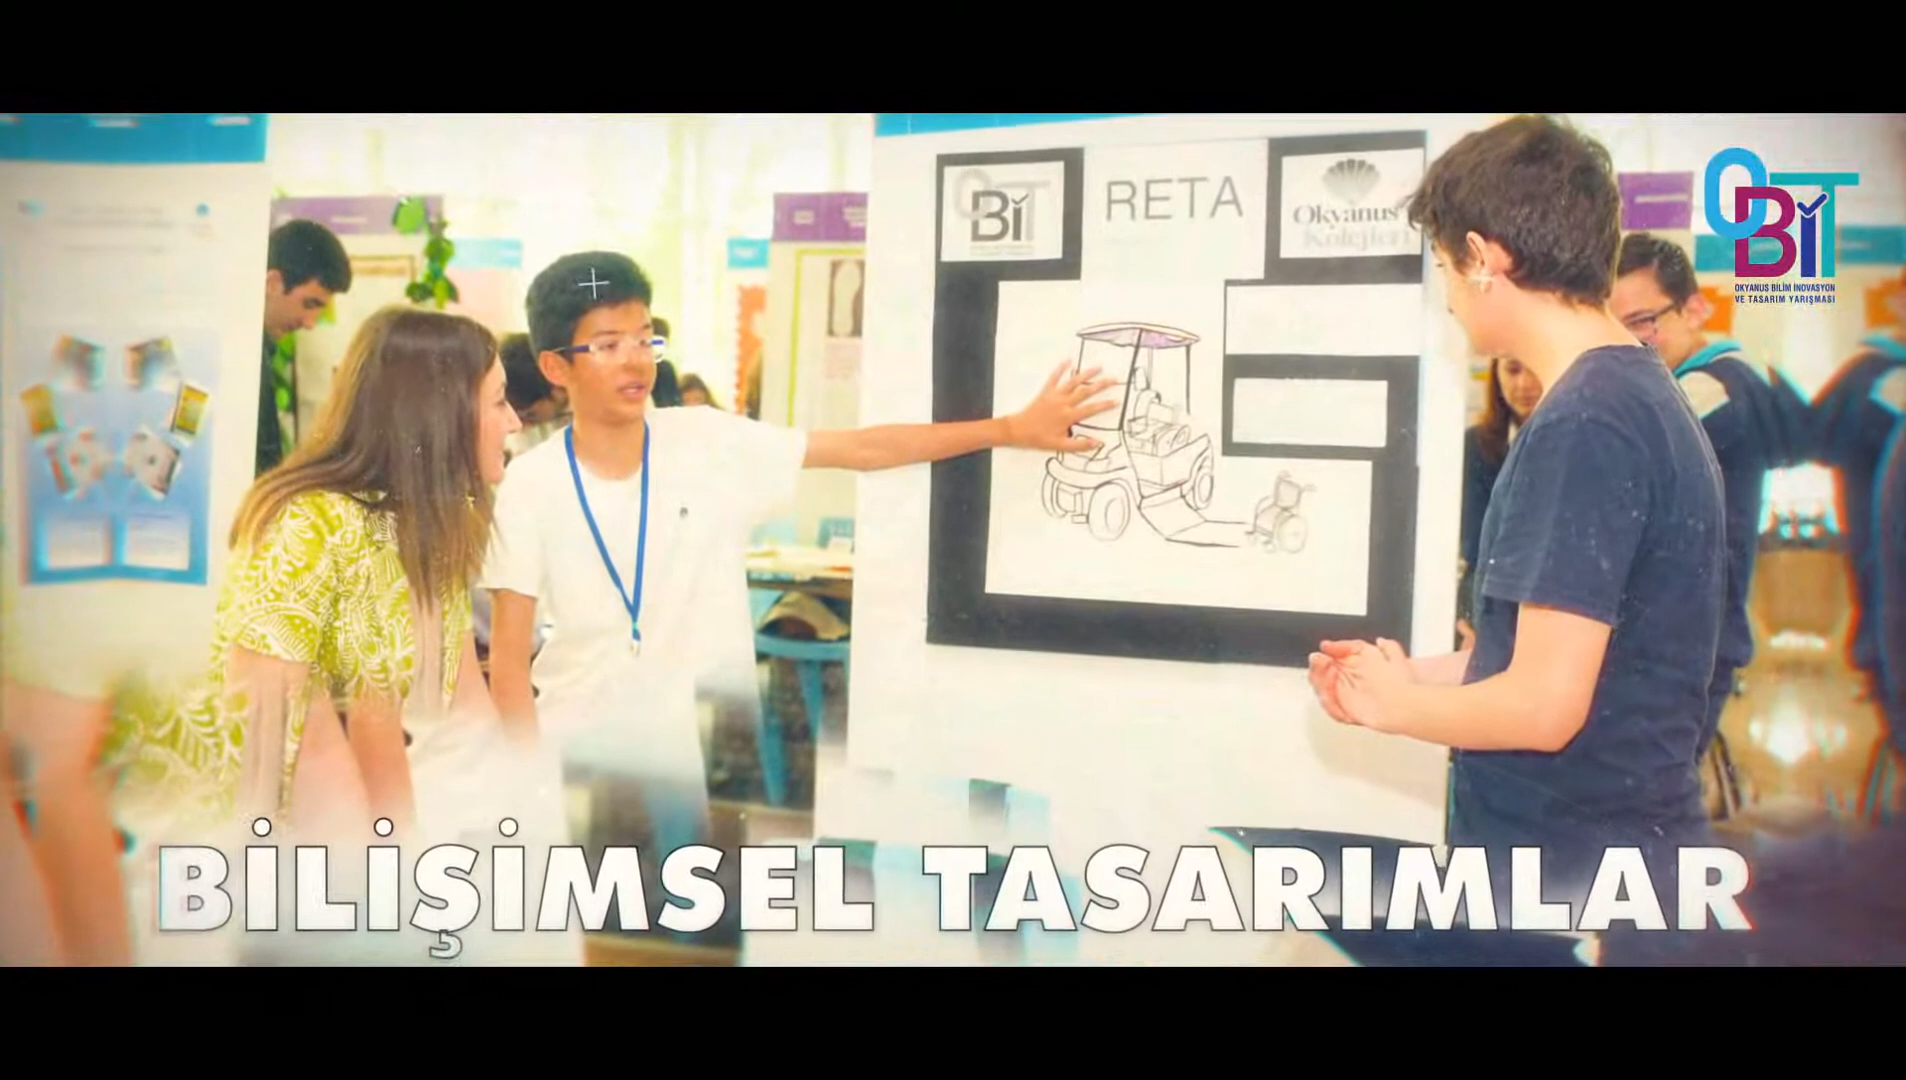 OBİT
RETA
Okyanus
Kolejleri
OBİT
OKYANUS BİLİM İNOVASYON
VE TASARIM YARIŞMASI
BİLİŞİMSEL TASARIMLAR